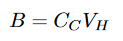 B = C_C V_H